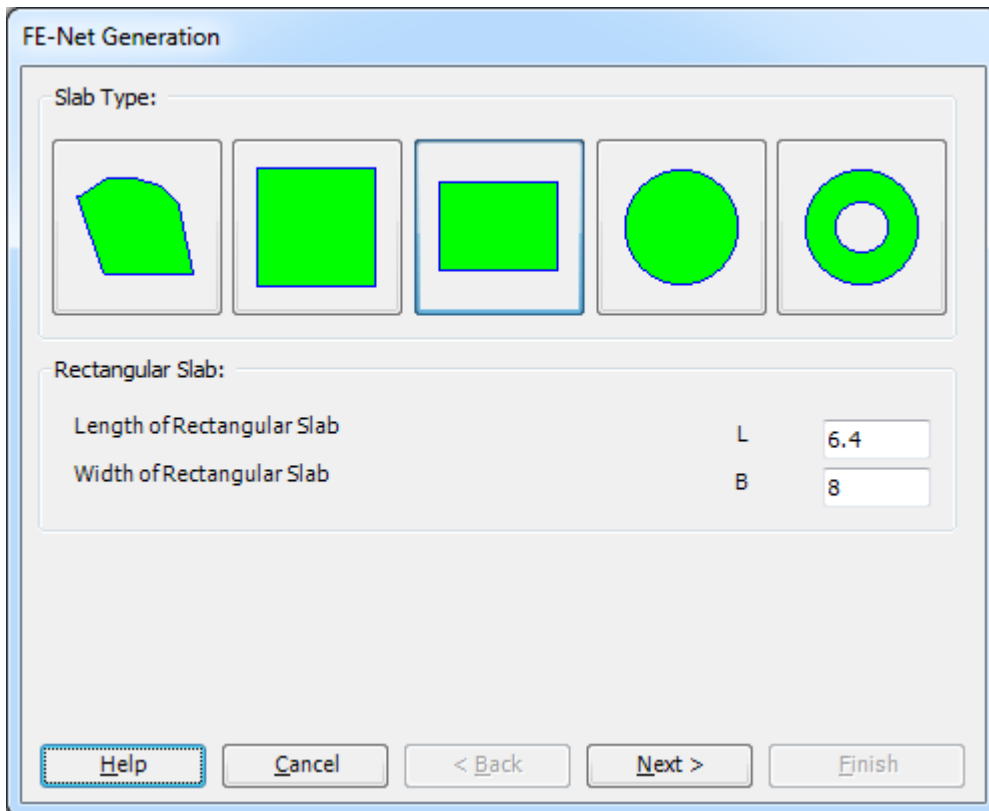 FE-Net Generation
Slab Type:
Rectangular Slab:
Length of Rectangular Slab L 6.4
Width of Rectangular Slab B 8
Help Cancel < Back Next > Finish